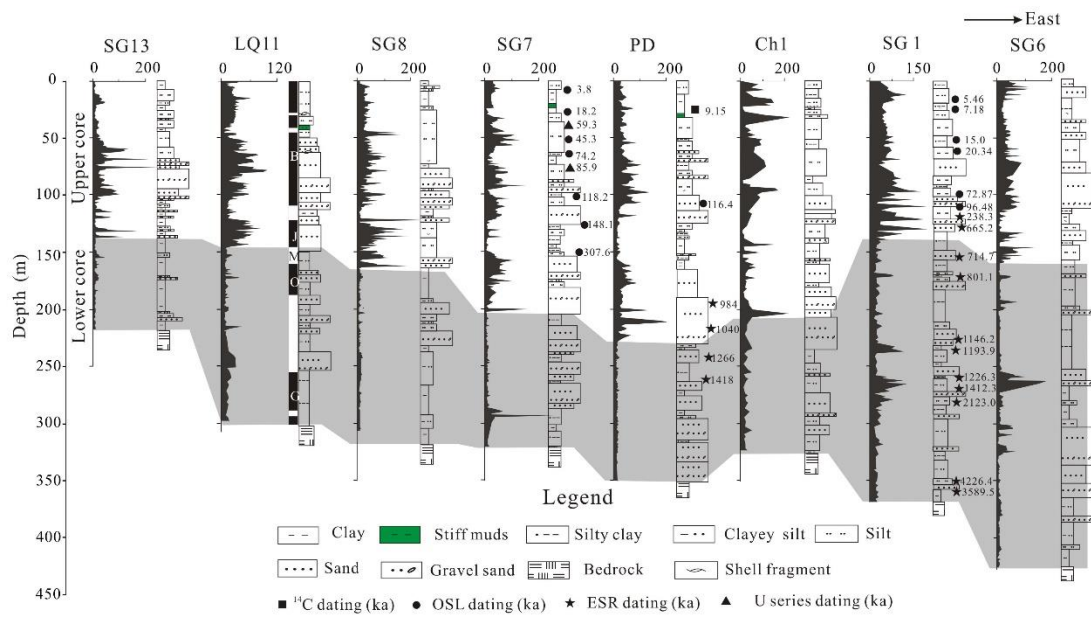 East
SG13 LQ11 SG8 SG7 PD Ch1 SG 1 SG6
0 200 0 120 0 200 0 200 0 200 0 200 0 150 0 200
Depth (m)
Upper core
Lower core
0
50
100
150
200
250
300
350
400
450
B
J
M
O
G
3.8
18.2
59.3
45.3
74.2
85.9
118.2
148.1
307.6
9.15
116.4
984
1040
1266
1418
5.46
7.18
15.0
20.34
72.87
96.48
238.3
665.2
714.7
801.1
1146.2
1193.9
1226.3
1412.3
2123.0
4226.4
3589.5
Legend
Clay Stiff muds Silty clay Clayey silt Silt
Sand Gravel sand Bedrock Shell fragment
¹⁴C dating (ka) OSL dating (ka) ESR dating (ka) U series dating (ka)